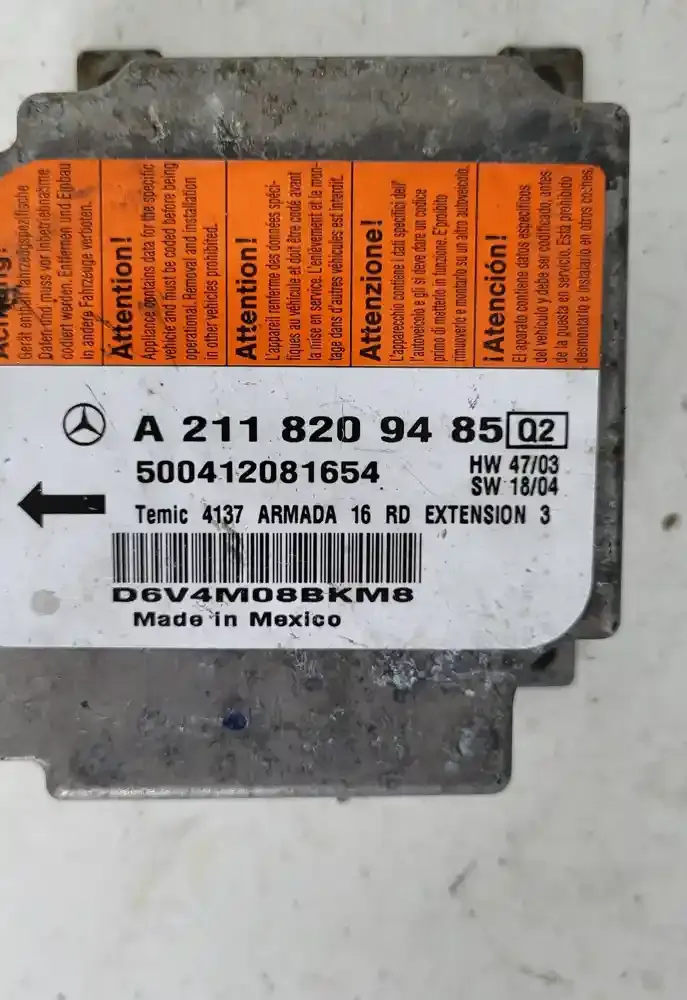 Achtung!
Gerät enthält fahrzeugspezifische
Daten und muss vor Inbetriebnahme
codiert werden. Entfernen und Einbau
in andere Fahrzeuge verboten.
Attention!
Appliance contains data for the specific
vehicle and must be coded before being
operational. Removal and installation
in other vehicles prohibited.
Attention!
L'appareil renferme des données spéci-
fiques au véhicule et doit être codé avant
la mise en service. L'enlèvement et le mon-
tage dans d'autres véhicules est interdit.
Attenzione!
L'apparecchio contiene i dati specifici dell'
l'autoveicolo e gli si deve dare un codice
primo di matterlo in funzione. E'proibito
rimuoverlo e montarlo su un altro autoveicolo.
¡Atención!
El aparato contiene datos específicos
del vehículo y debe ser codificado, antes
de la puesta en servicio. Está prohibido
desmontarlo e instalarlo en otros coches.
A 211 820 94 85 Q2
500412081654
HW 47/03
SW 18/04
Temic 4137 ARMADA 16 RD EXTENSION 3
D6V4M08BKM8
Made in Mexico